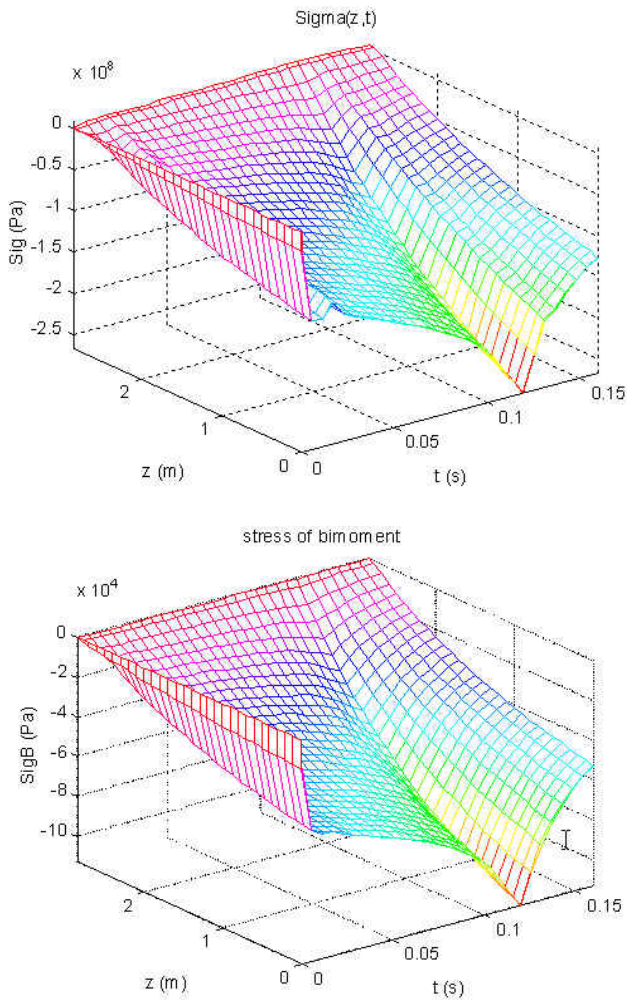 Sigma(z,t)
x 10^8
0
-0.5
-1
-1.5
-2
-2.5
Sig (Pa)
2
1
0
z (m)
0
0.05
0.1
0.15
t (s)
stress of bimoment
x 10^4
0
-2
-4
-6
-8
-10
SigB (Pa)
2
1
0
z (m)
0
0.05
0.1
0.15
t (s)